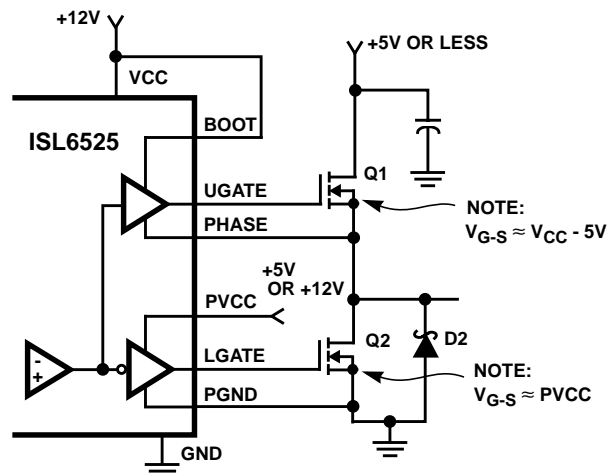 +12V
+5V OR LESS
VCC
BOOT
ISL6525
Q1
UGATE
NOTE:
VG-S ≈ VCC - 5V
PHASE
+5V
OR +12V
PVCC
Q2
D2
LGATE
- +
NOTE:
VG-S ≈ PVCC
PGND
GND